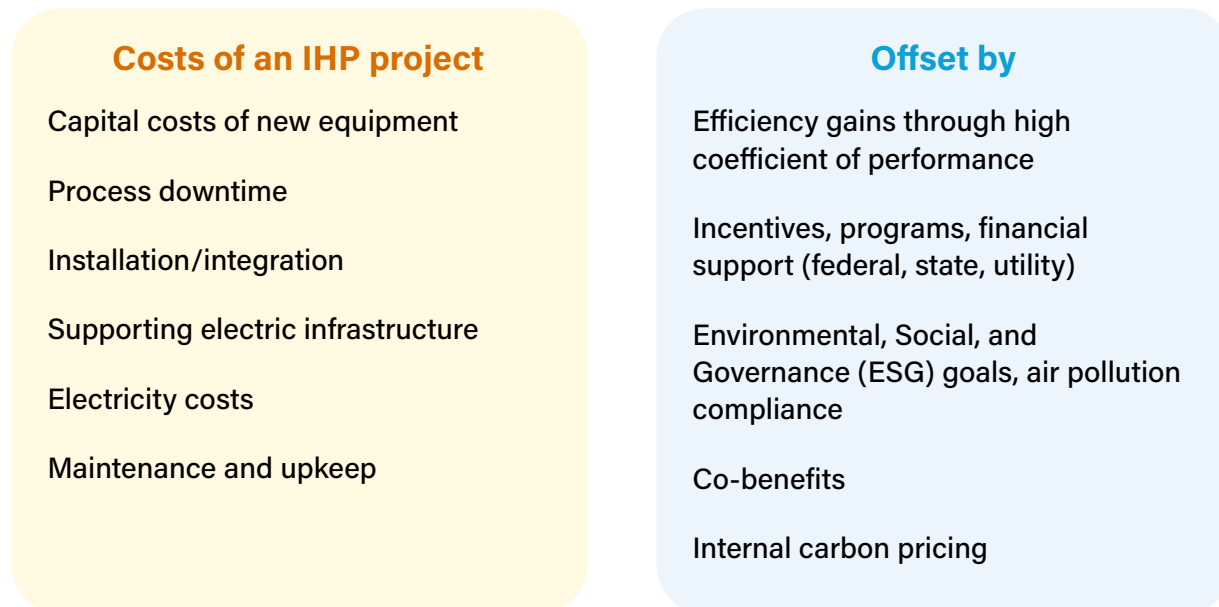 Costs of an IHP project
Capital costs of new equipment
Process downtime
Installation/integration
Supporting electric infrastructure
Electricity costs
Maintenance and upkeep
Offset by
Efficiency gains through high
coefficient of performance
Incentives, programs, financial
support (federal, state, utility)
Environmental, Social, and
Governance (ESG) goals, air pollution
compliance
Co-benefits
Internal carbon pricing